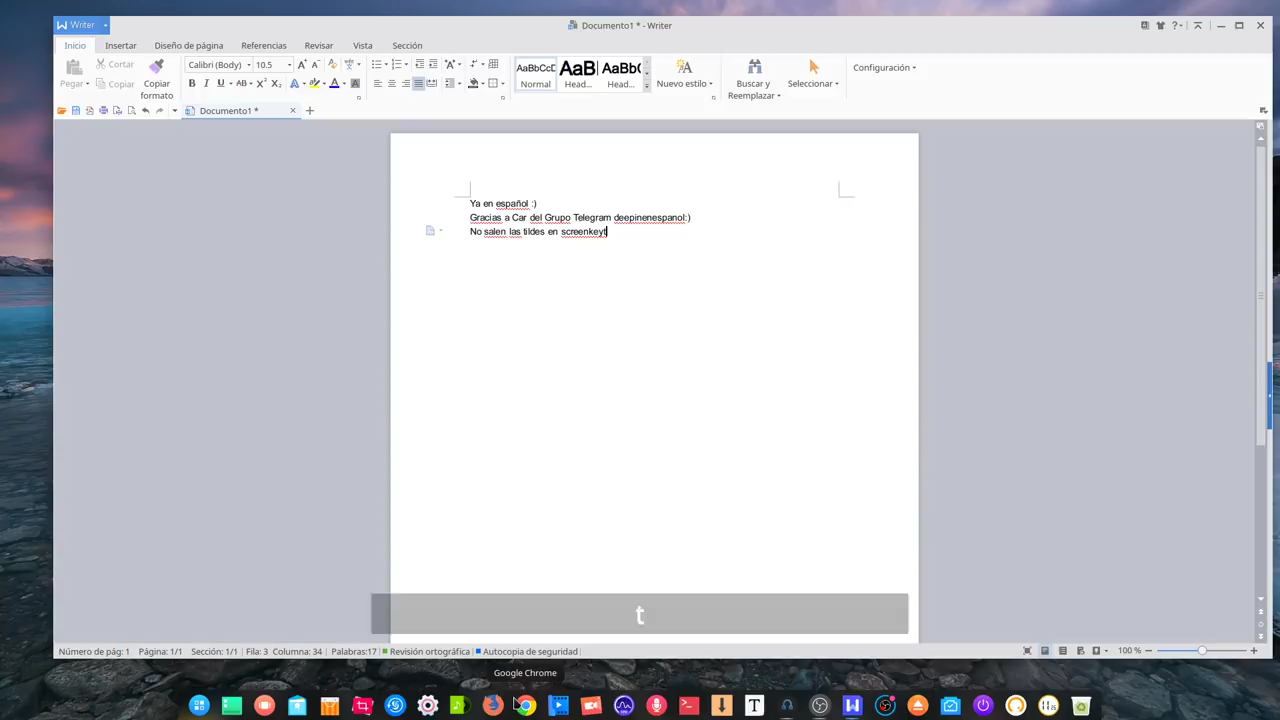 Writer
Documento1 * - Writer
Inicio Insertar Diseño de página Referencias Revisar Vista Sección
Pegar Cortar Copiar Copiar formato
Calibri (Body) 10.5
AaBbCcD Normal
AaB Head...
AaBb( Head...
Nuevo estilo
Buscar y Reemplazar
Seleccionar
Configuración
Documento1 *
Ya en español :)
Gracias a Car del Grupo Telegram deepinenespanol:)
No salen las tildes en screenkeyt
t
Número de pág: 1 Página: 1/1 Sección: 1/1 Fila: 3 Columna: 34 Palabras:17 Revisión ortográfica Autocopia de seguridad 100 %
Google Chrome